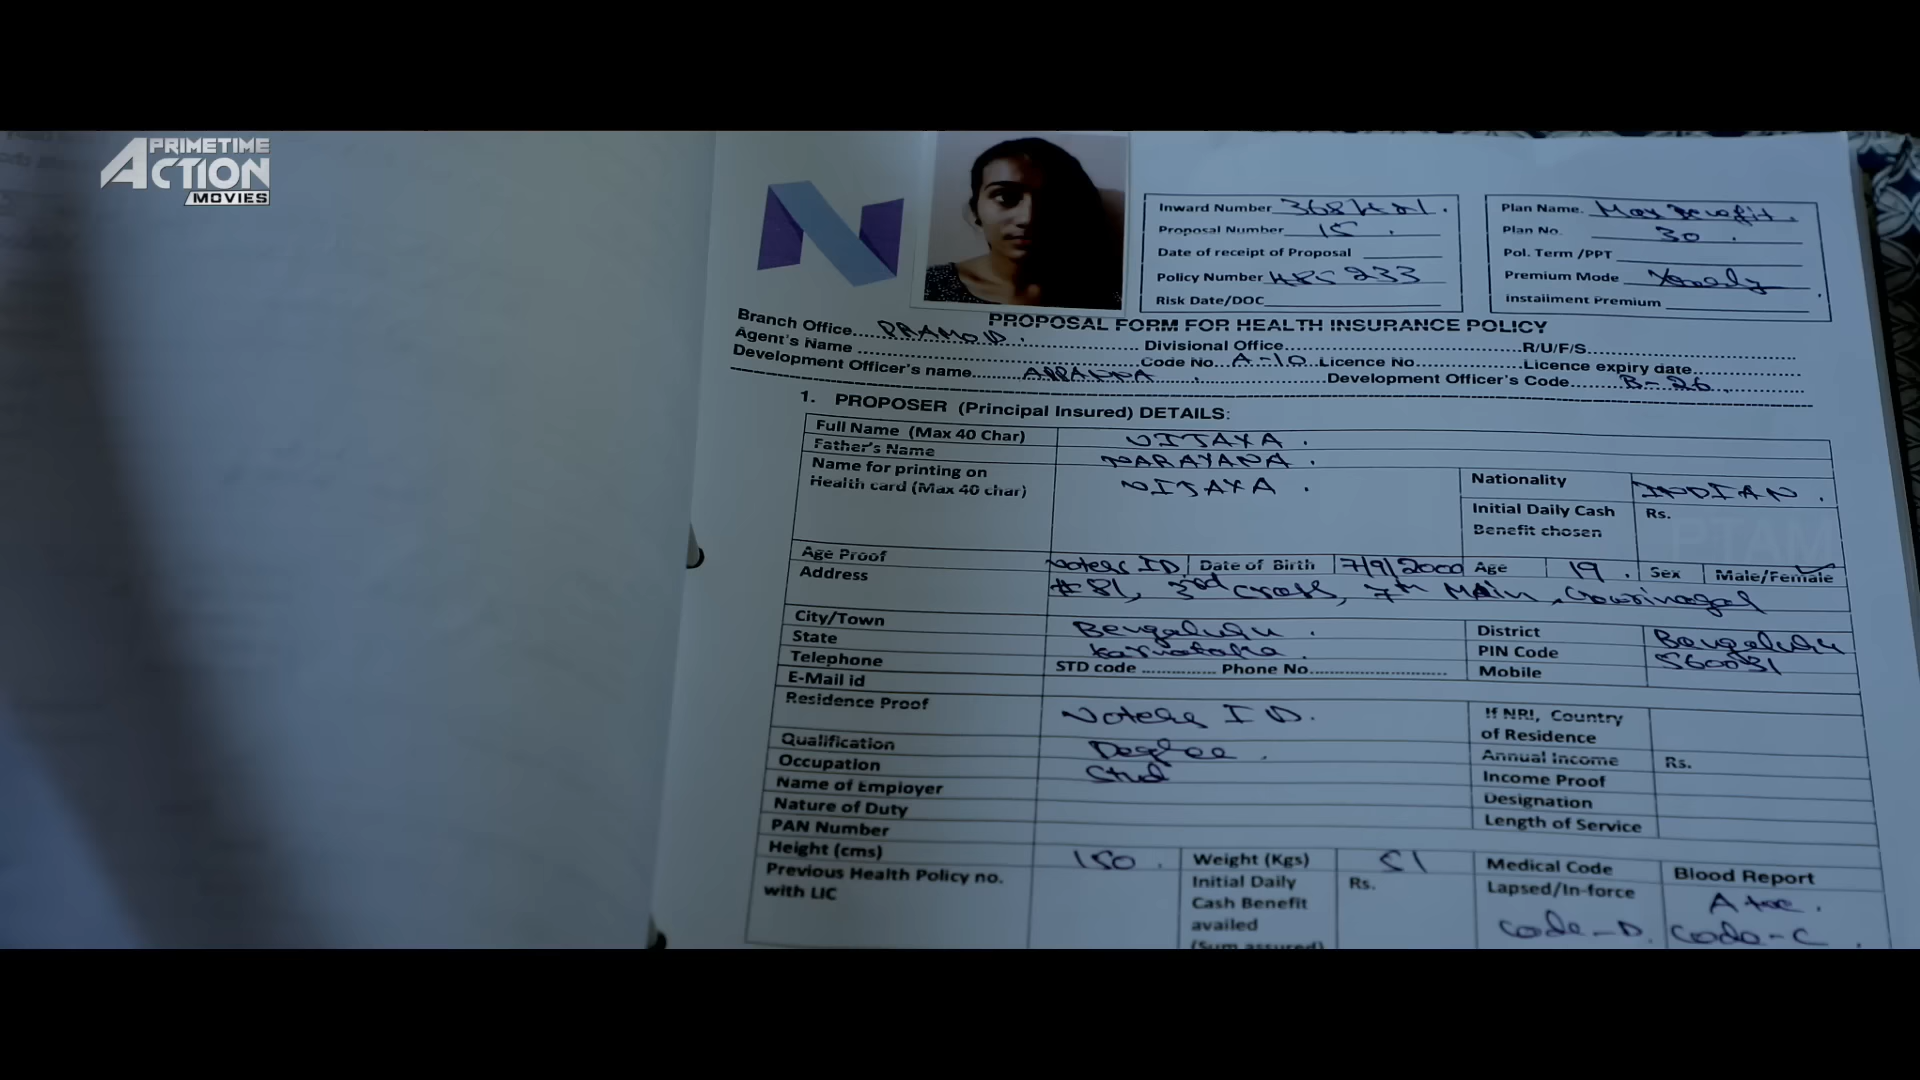 PRIMETIME
ACTION
MOVIES
Inward Number
Proposal Number 15 .
Date of receipt of Proposal
Policy Number
Risk Date/DOC
Plan Name. Max Benefit .
Plan No. 30 .
Pol. Term /PPT
Premium Mode Yearly
Installment Premium
PROPOSAL FORM FOR HEALTH INSURANCE POLICY
Branch Office PRAMOD . Divisional Office R/U/F/S
Agent's Name Code No. A-10 Licence No. Licence expiry date
Development Officer's name Development Officer's Code B-26
1. PROPOSER (Principal Insured) DETAILS:
Full Name (Max 40 Char) VIJAYA .
Father's Name NARAYANA .
Name for printing on
Health card (Max 40 char) VIJAYA .
Nationality INDIAN .
Initial Daily Cash
Benefit chosen Rs.
Age Proof Voters ID Date of Birth 7/9/2000 Age 19 . Sex Male/Female
Address #81, 3rd cross, 7th Main, Gowrinagar
City/Town Bengaluru . District Bengaluru
State Karnataka . PIN Code 560031
Telephone STD code Phone No. Mobile
E-Mail id
Residence Proof Voters ID. If NRI, Country
of Residence
Qualification Degree . Annual Income Rs.
Occupation Stud Income Proof
Name of Employer Designation
Nature of Duty Length of Service
PAN Number
Height (cms) 150 . Weight (Kgs) 51 Medical Code Blood Report
Previous Health Policy no.
with LIC
Initial Daily
Cash Benefit
availed
(Sum assured)
Rs.
Lapsed/In-force
Code-D.
A +ve .
Code-C .